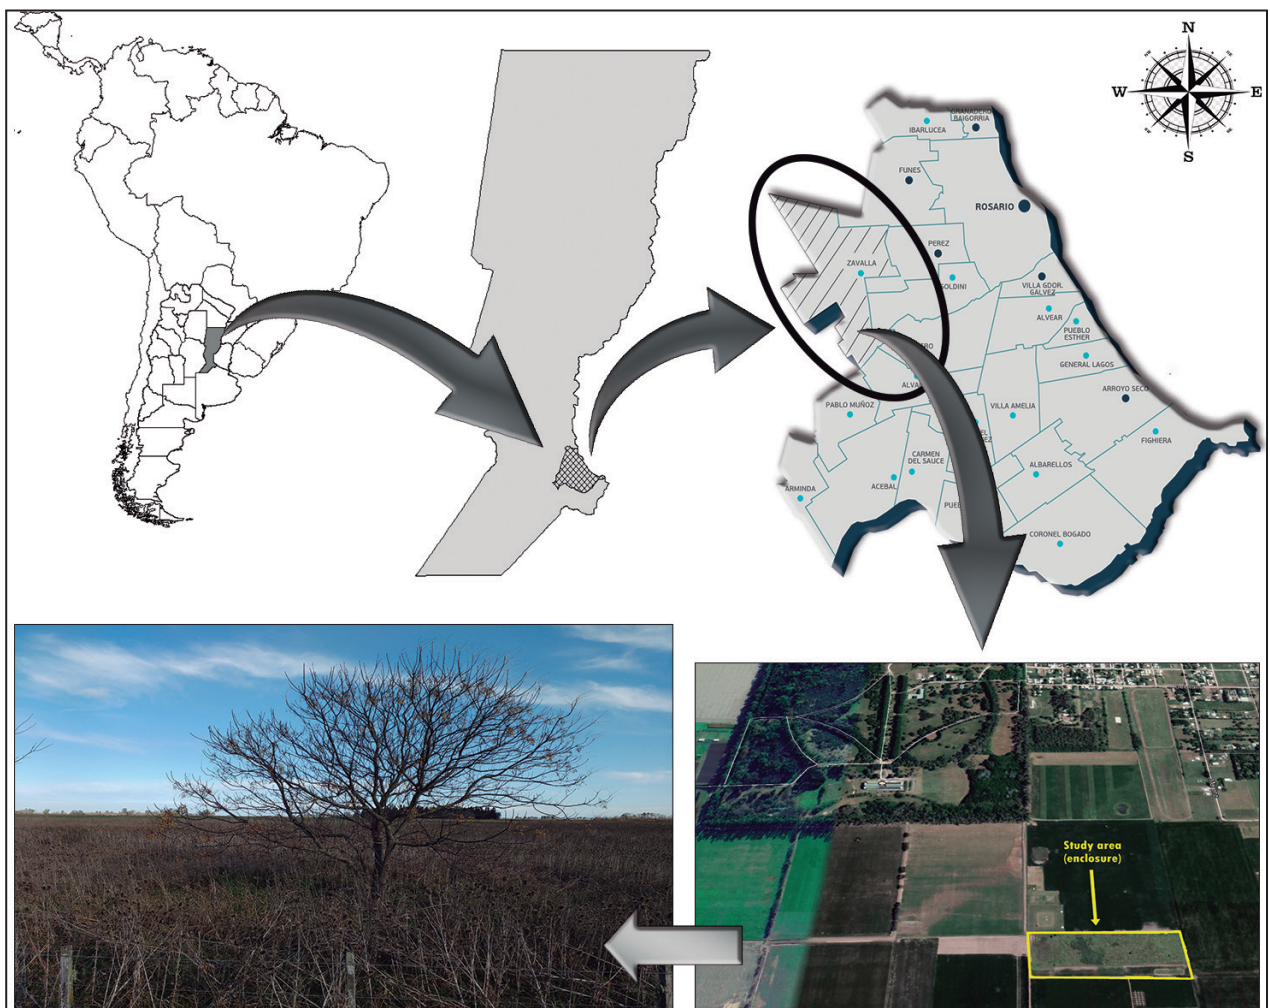 N
W
E
S
GRANADERO
BAIGORRIA
IBARLUCEA
FUNES
ROSARIO
PEREZ
ZAVALLA
SOLDINI
VILLA GDOR.
GÁLVEZ
ALVEAR
PUEBLO
ESTHER
GENERAL LAGOS
ARROYO SECO
PABLO MUÑOZ
VILLA AMELIA
FIGHIERA
CARMEN
DEL SAUCE
ALBARELLOS
ACEBAL
ARMINDA
CORONEL BOGADO
Study area
(enclosure)